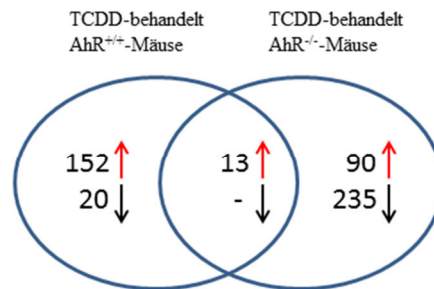 TCDD-behandelt TCDD-behandelt
AhR+/+-Mäuse AhR-/--Mäuse
152↑ 13↑ 90↑
20↓ -↓ 235↓